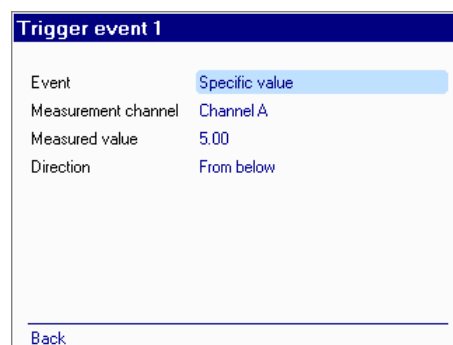 Trigger event 1
Event Specific value
Measurement channel Channel A
Measured value 5.00
Direction From below
Back